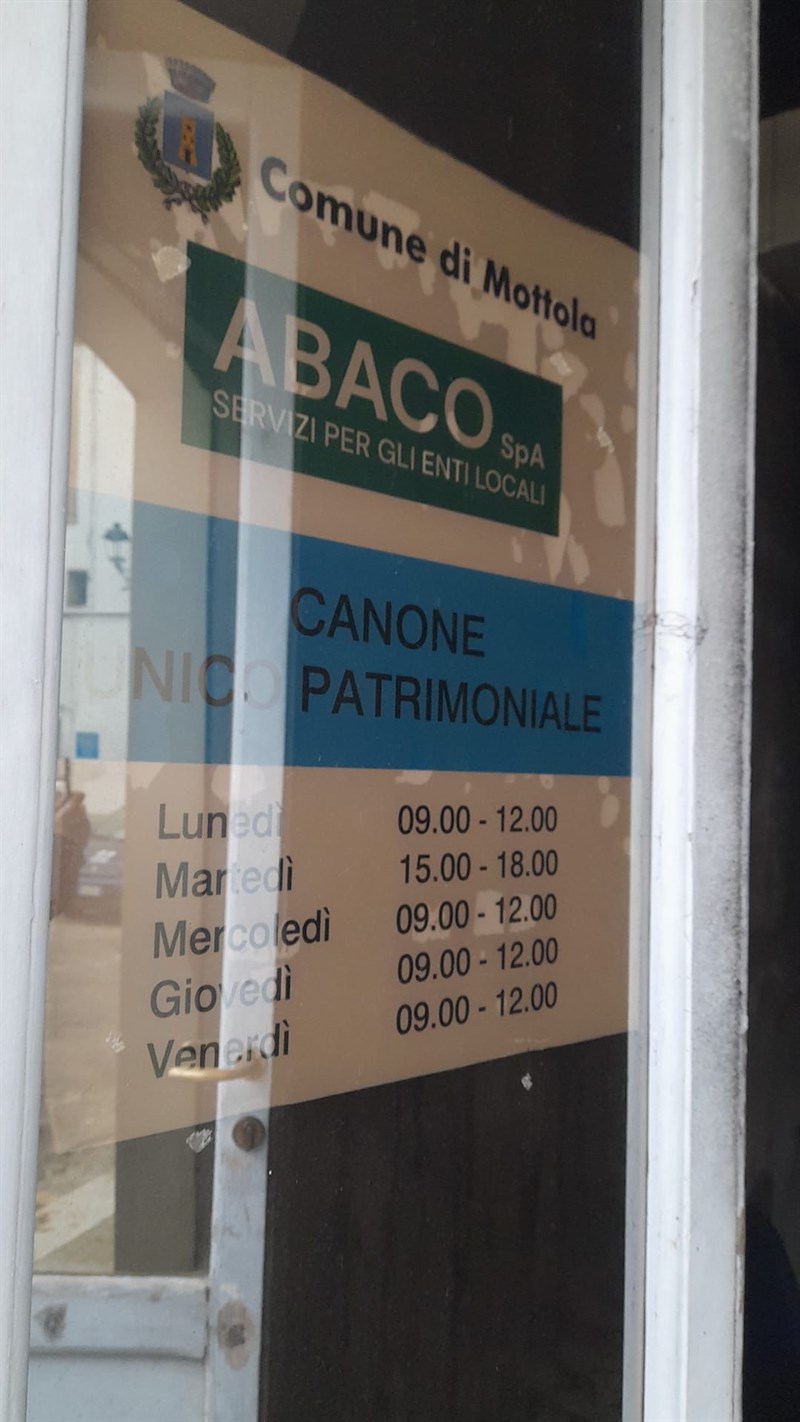 Comune di Mottola
ABACO SpA
SERVIZI PER GLI ENTI LOCALI
CANONE
UNICO PATRIMONIALE
Lunedì 09.00 - 12.00
Martedì 15.00 - 18.00
Mercoledì 09.00 - 12.00
Giovedì 09.00 - 12.00
Venerdì 09.00 - 12.00